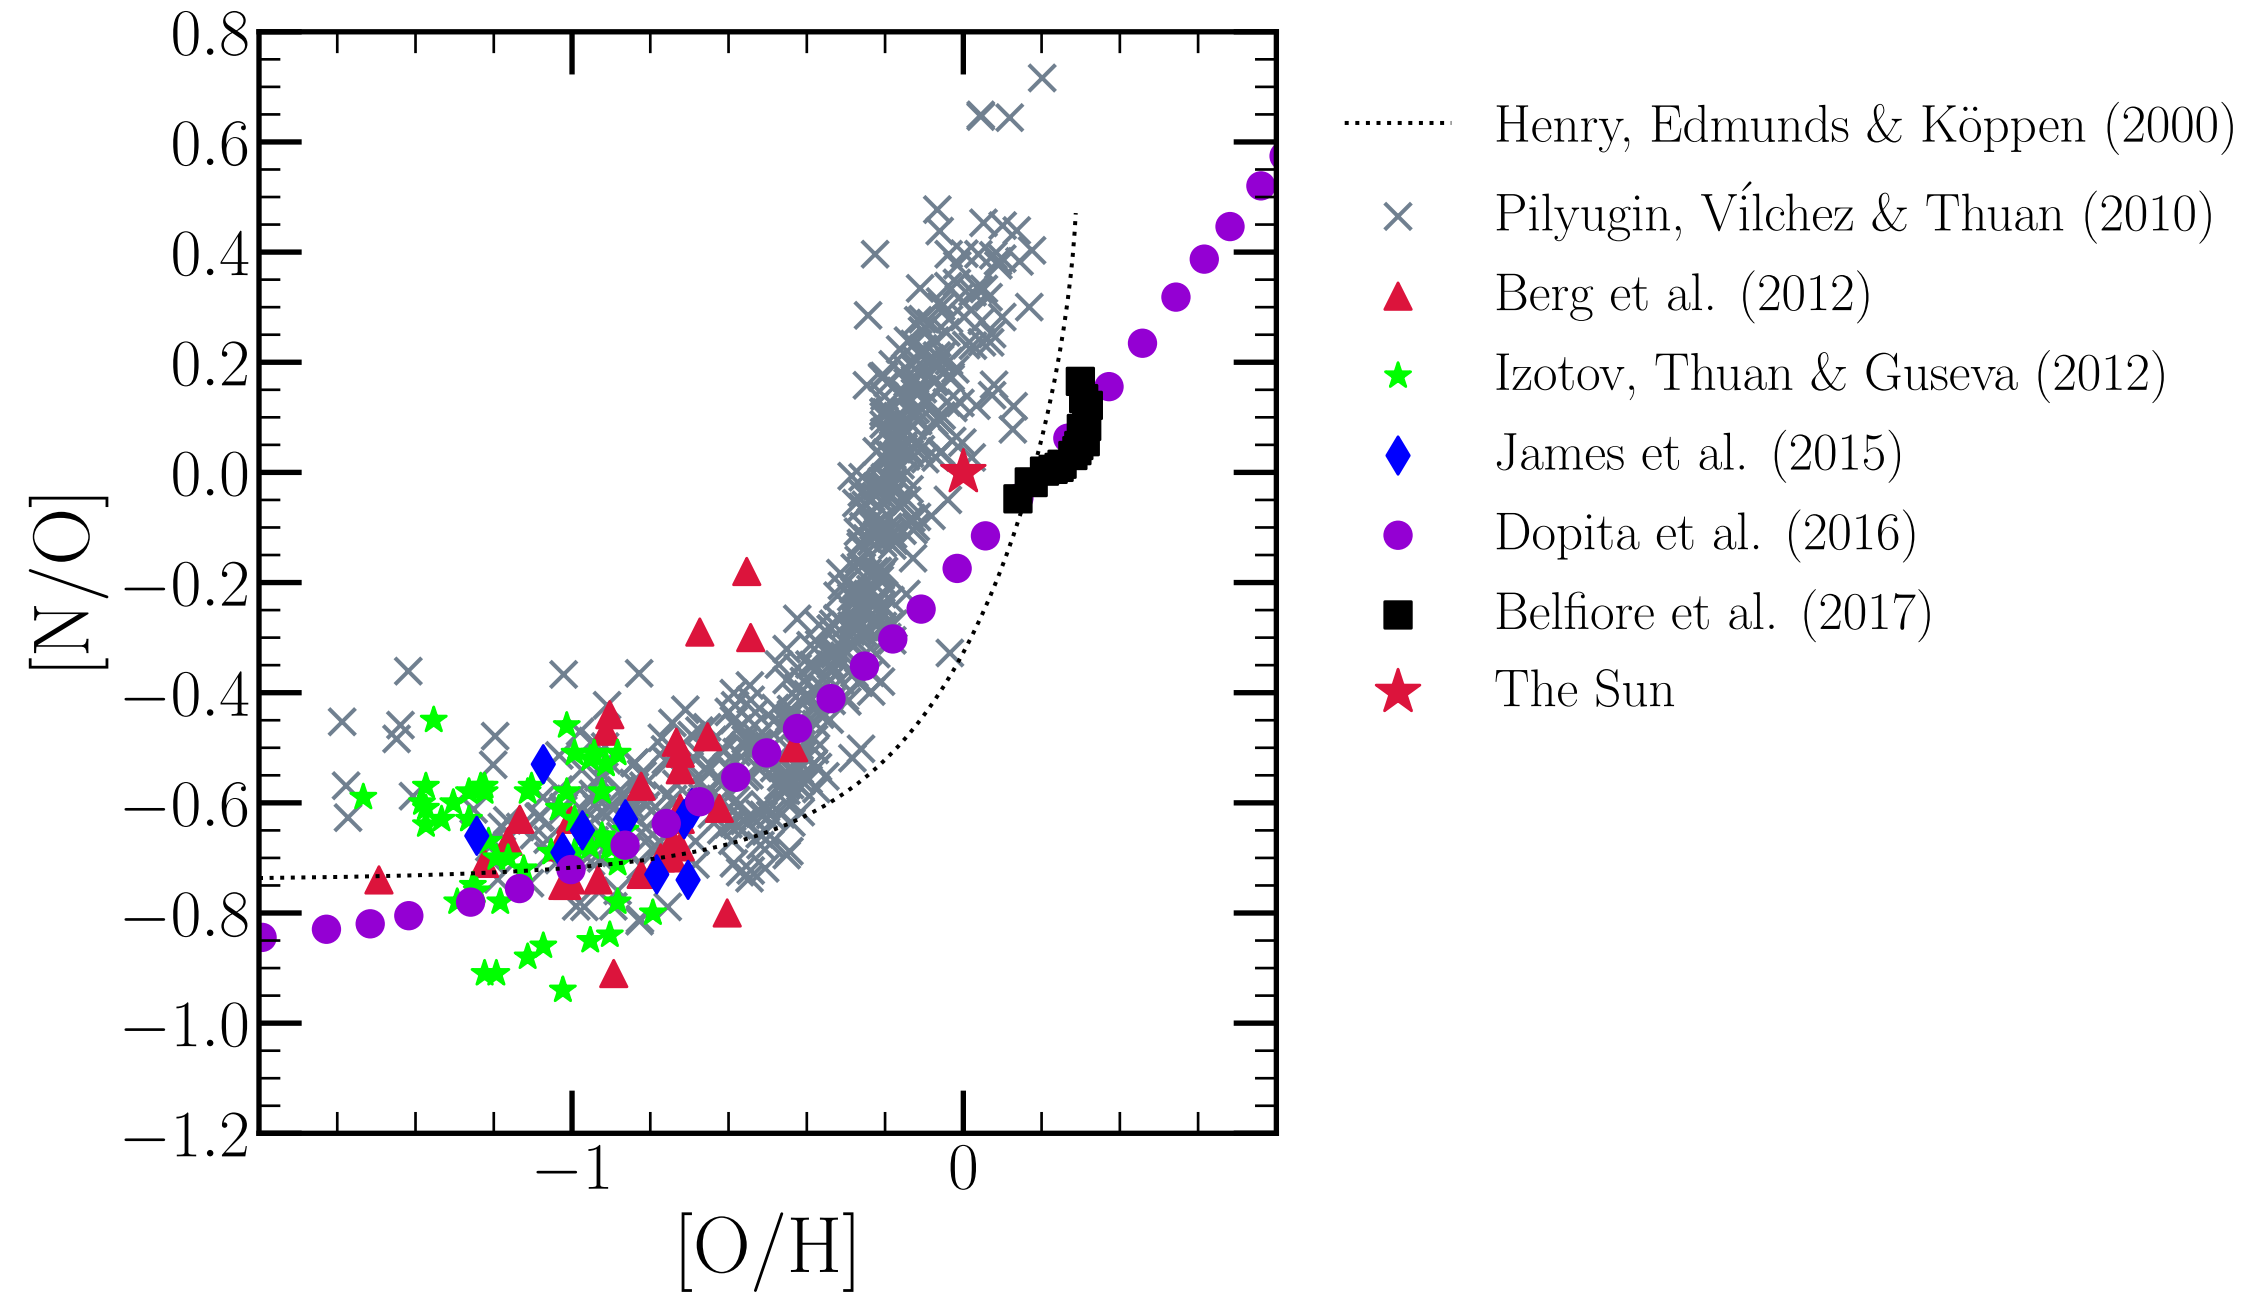 0.8
0.6
0.4
0.2
0.0
−0.2
−0.4
−0.6
−0.8
−1.0
−1.2
[N/O]
−1 0
[O/H]
Henry, Edmunds & Köppen (2000)
Pilyugin, Vílchez & Thuan (2010)
Berg et al. (2012)
Izotov, Thuan & Guseva (2012)
James et al. (2015)
Dopita et al. (2016)
Belfiore et al. (2017)
The Sun